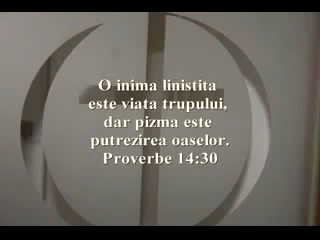 O inima linistita
este viata trupului,
dar pizma este
putrezirea oaselor.
Proverbe 14:30